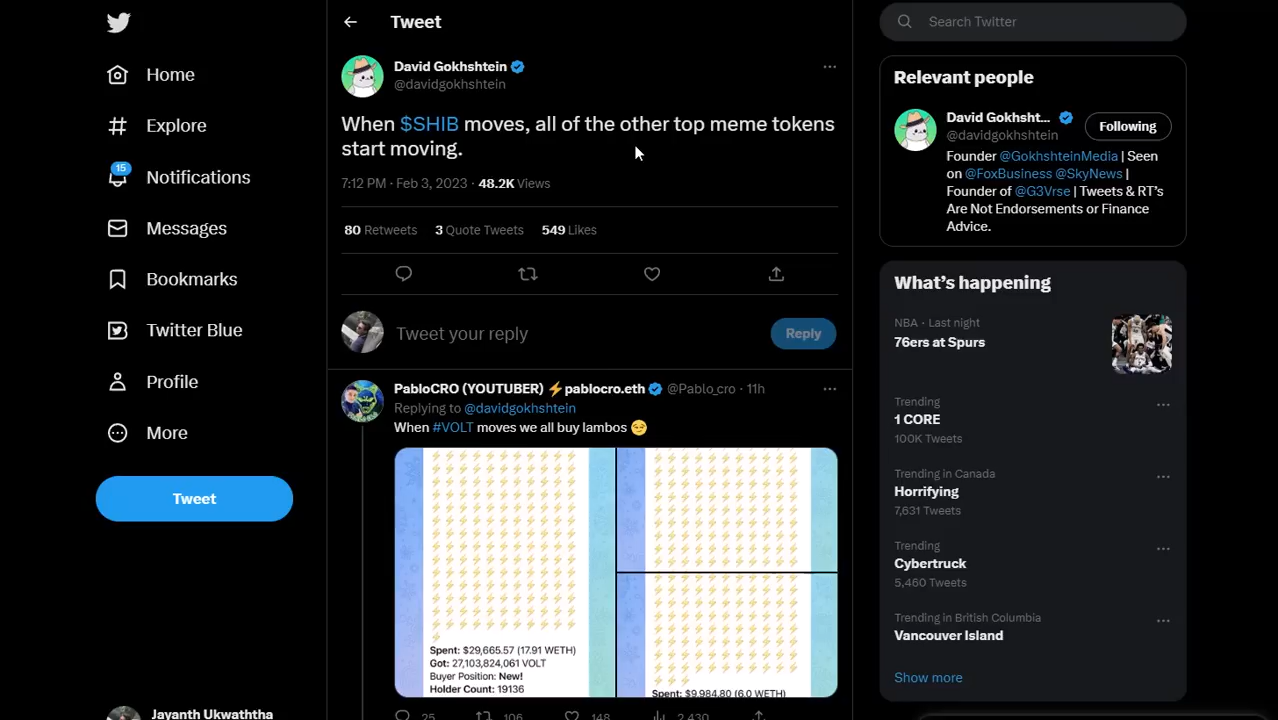 Home
Explore
15
Notifications
Messages
Bookmarks
Twitter Blue
Profile
More
Tweet
Jayanth Ukwaththa
Tweet
David Gokhshtein
@davidgokhshtein
When $SHIB moves, all of the other top meme tokens
start moving.
7:12 PM · Feb 3, 2023 · 48.2K Views
80 Retweets 3 Quote Tweets 549 Likes
Tweet your reply
Reply
PabloCRO (YOUTUBER) ⚡pablocro.eth @Pablo_cro · 11h
Replying to @davidgokhshtein
When #VOLT moves we all buy lambos 😏
Spent: $29,665.57 (17.91 WETH)
Got: 27,103,824,061 VOLT
Buyer Position: New!
Holder Count: 19136
Spent: $9,984.80 (6.0 WETH)
25 106 148 2,430
Search Twitter
Relevant people
David Gokhsht...
@davidgokhshtein
Following
Founder @GokhshteinMedia | Seen
on @FoxBusiness @SkyNews |
Founder of @G3Vrse | Tweets & RT's
Are Not Endorsements or Finance
Advice.
What's happening
NBA · Last night
76ers at Spurs
Trending
1 CORE
100K Tweets
Trending in Canada
Horrifying
7,631 Tweets
Trending
Cybertruck
5,460 Tweets
Trending in British Columbia
Vancouver Island
Show more